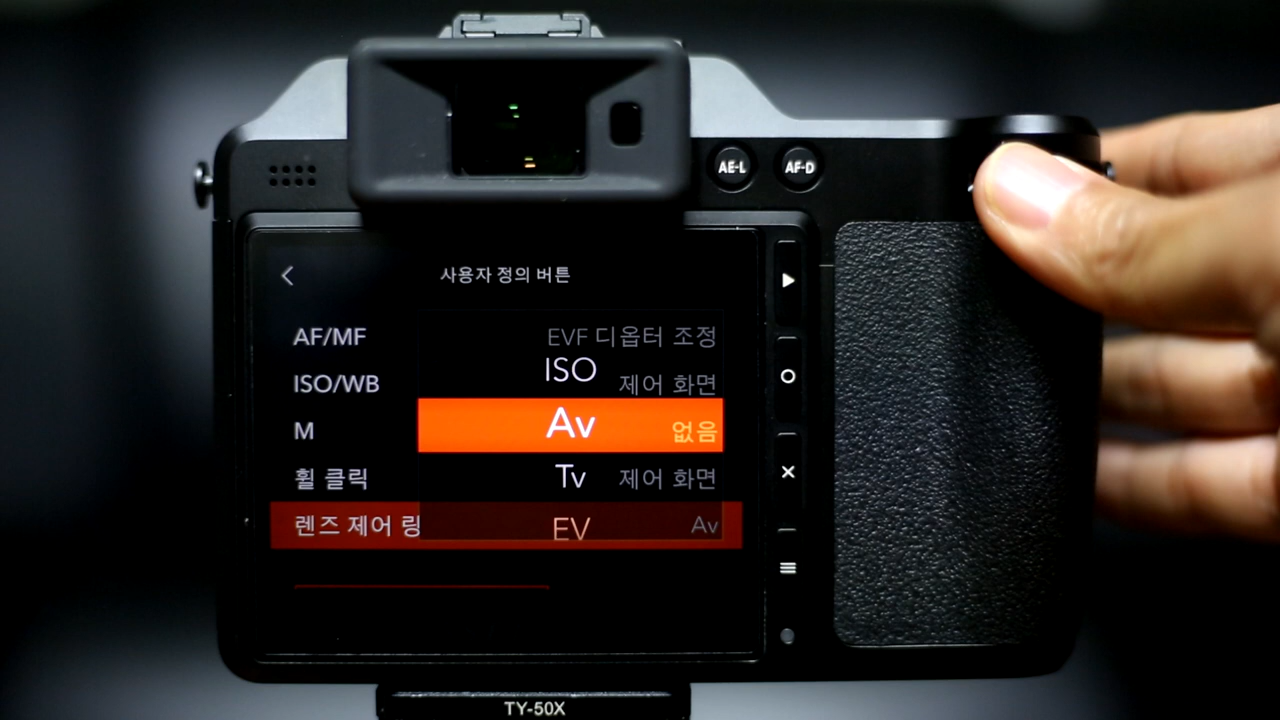 AE-L
AF-D
사용자 정의 버튼
AF/MF
EVF 디옵터 조정
ISO
ISO/WB
제어 화면
Av
M
없음
Tv
휠 클릭
제어 화면
EV
렌즈 제어 링
Av
TY-50X